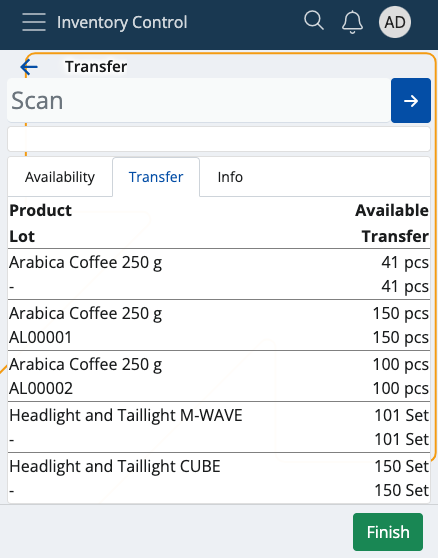 Inventory Control
AD
Transfer
Scan
Availability Transfer Info
Product Available
Lot Transfer
Arabica Coffee 250 g 41 pcs
- 41 pcs
Arabica Coffee 250 g 150 pcs
AL00001 150 pcs
Arabica Coffee 250 g 100 pcs
AL00002 100 pcs
Headlight and Taillight M-WAVE 101 Set
- 101 Set
Headlight and Taillight CUBE 150 Set
- 150 Set
Finish